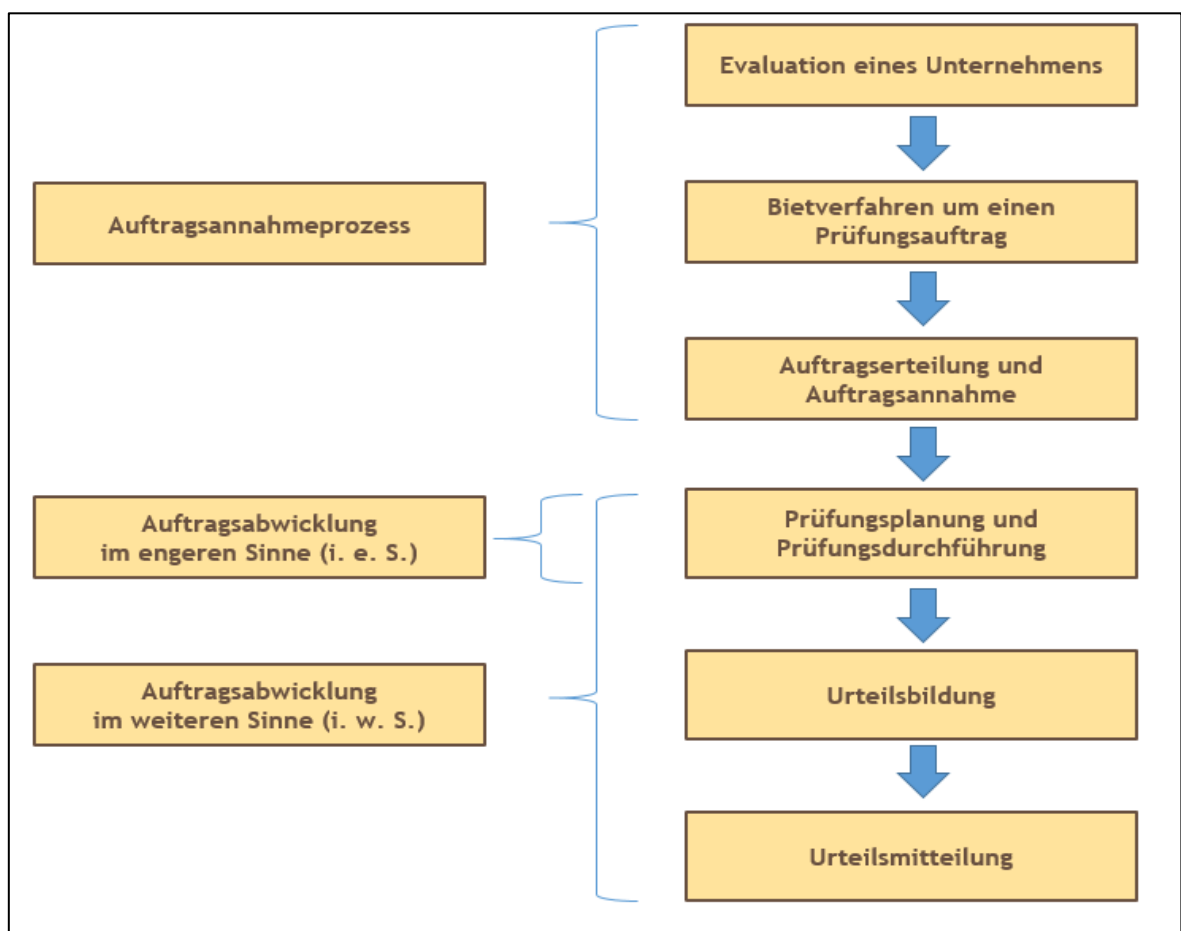 Evaluation eines Unternehmens
Auftragsannahmeprozess
Bietverfahren um einen
Prüfungsauftrag
Auftragserteilung und
Auftragsannahme
Auftragsabwicklung
im engeren Sinne (i. e. S.)
Prüfungsplanung und
Prüfungsdurchführung
Auftragsabwicklung
im weiteren Sinne (i. w. S.)
Urteilsbildung
Urteilsmitteilung